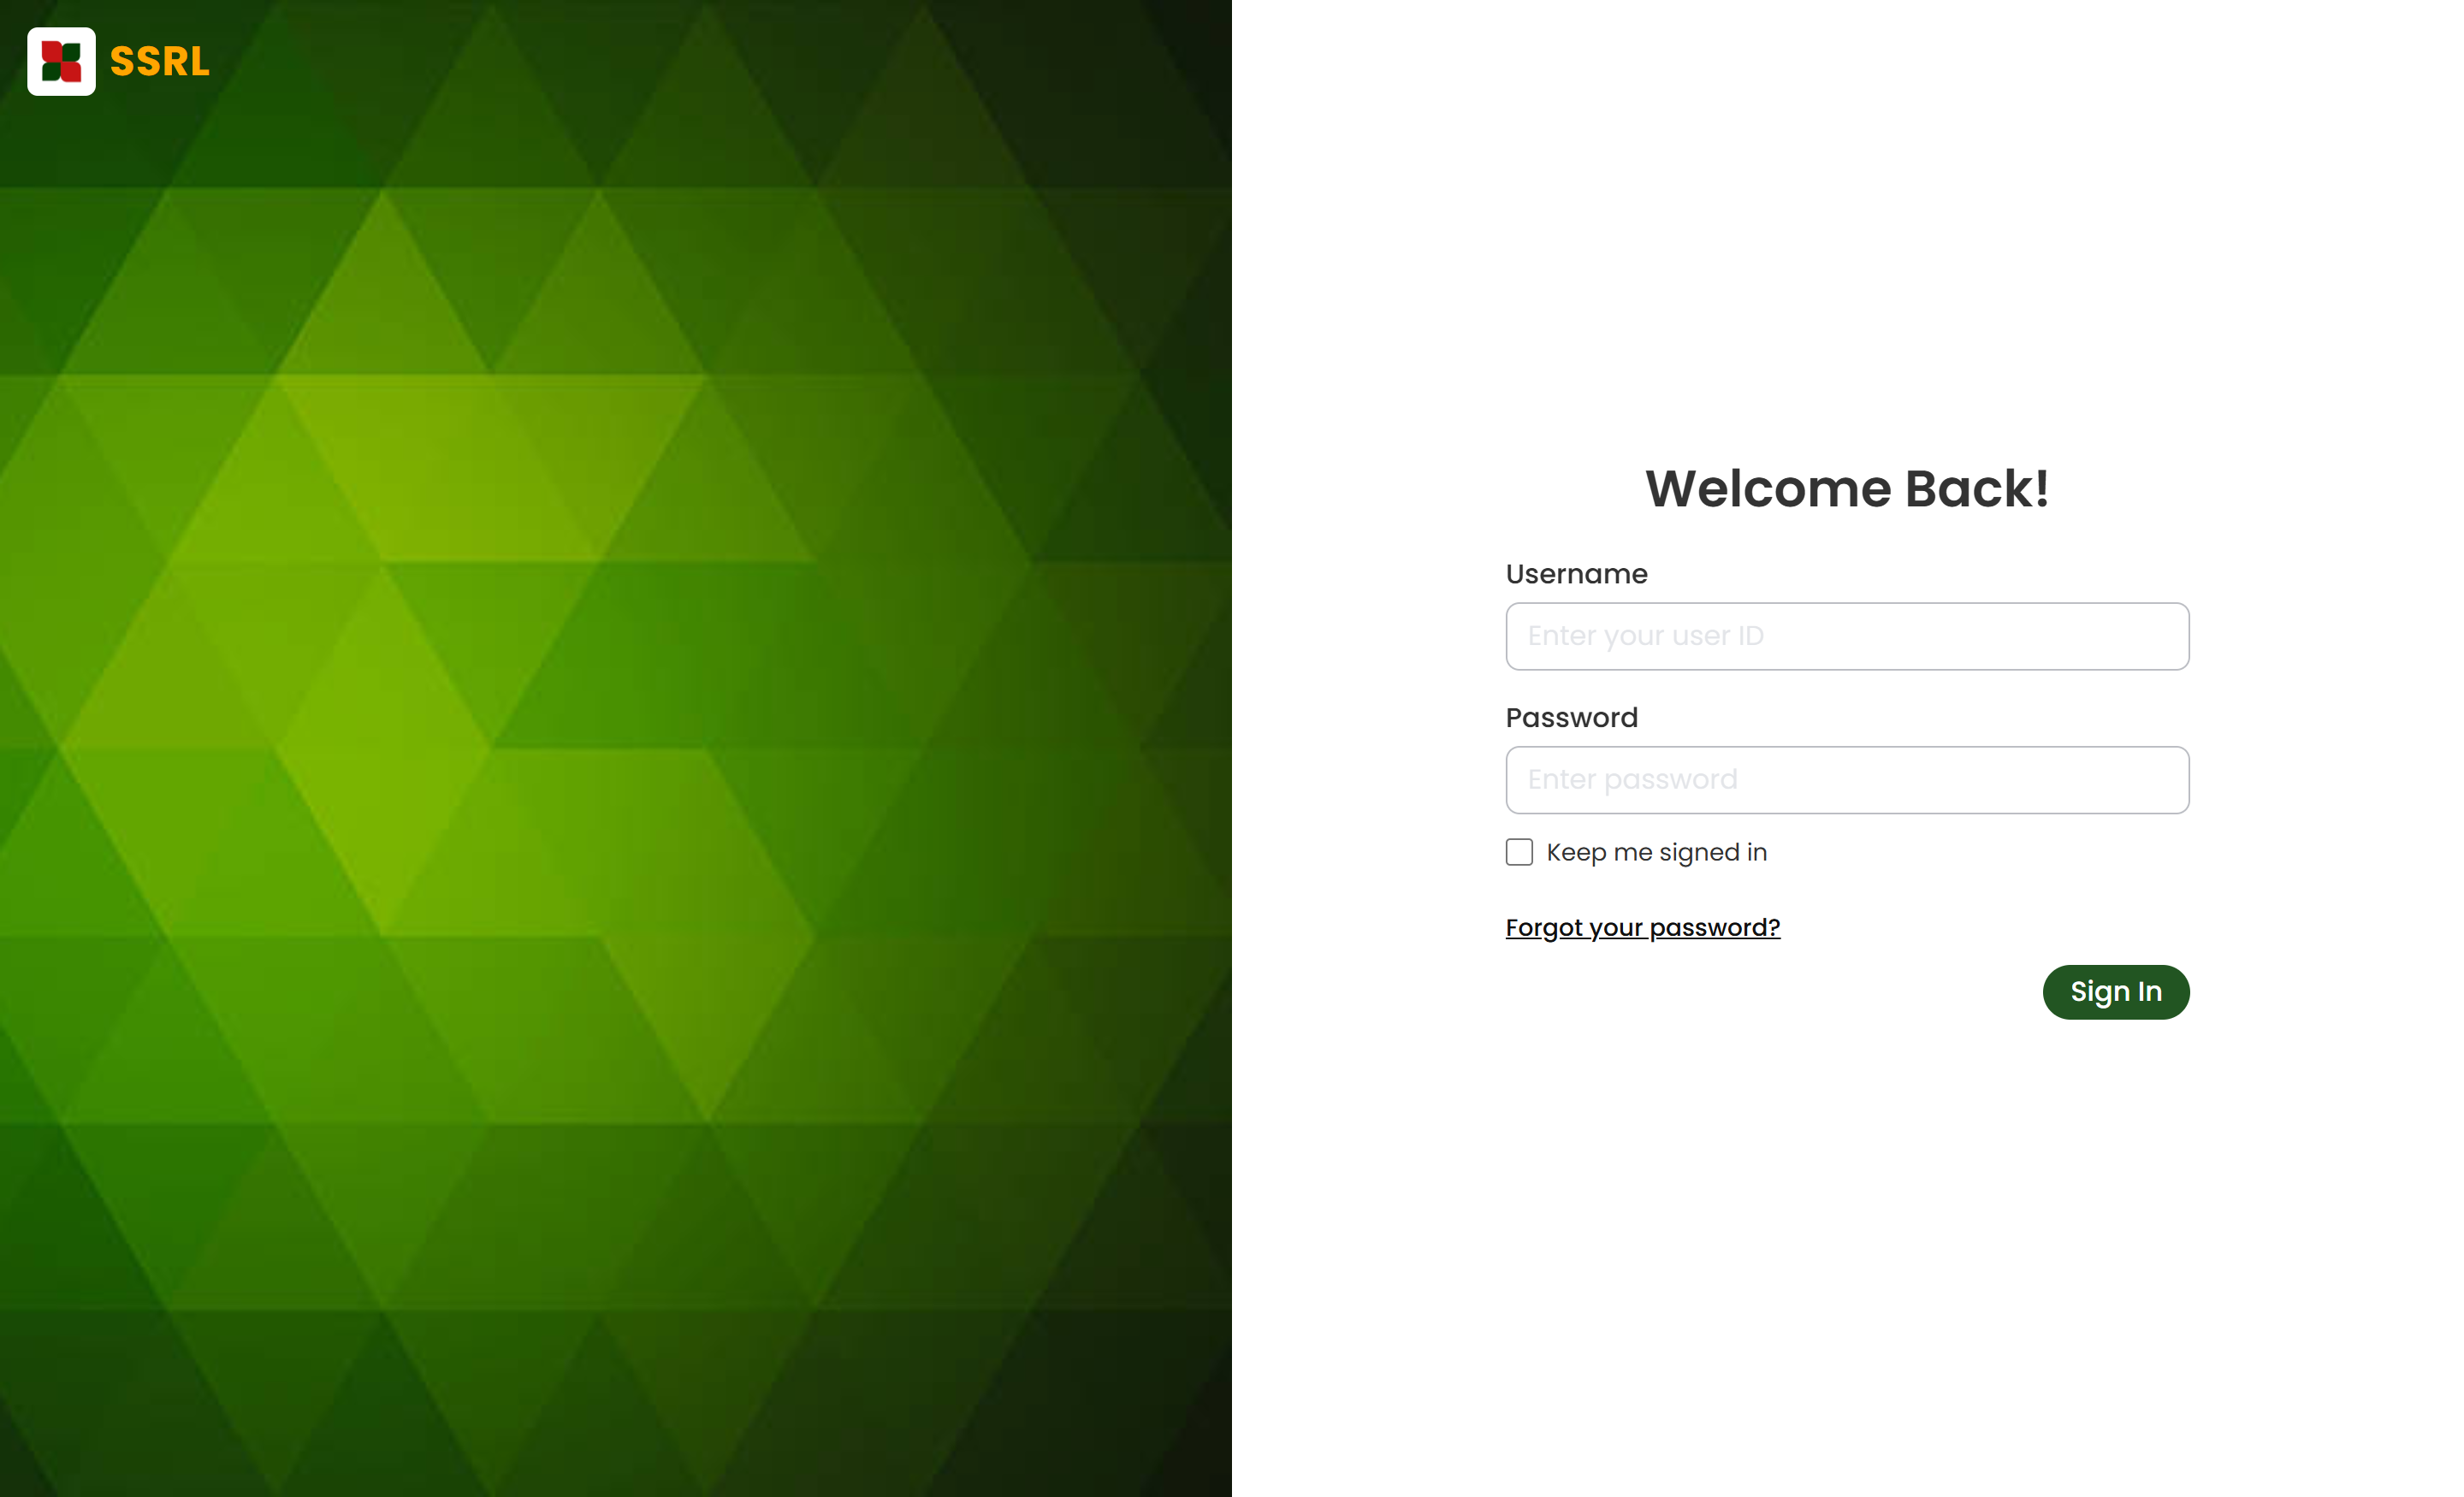 SSRL
Welcome Back!
Username
Enter your user ID
Password
Enter password
Keep me signed in
Forgot your password?
Sign In